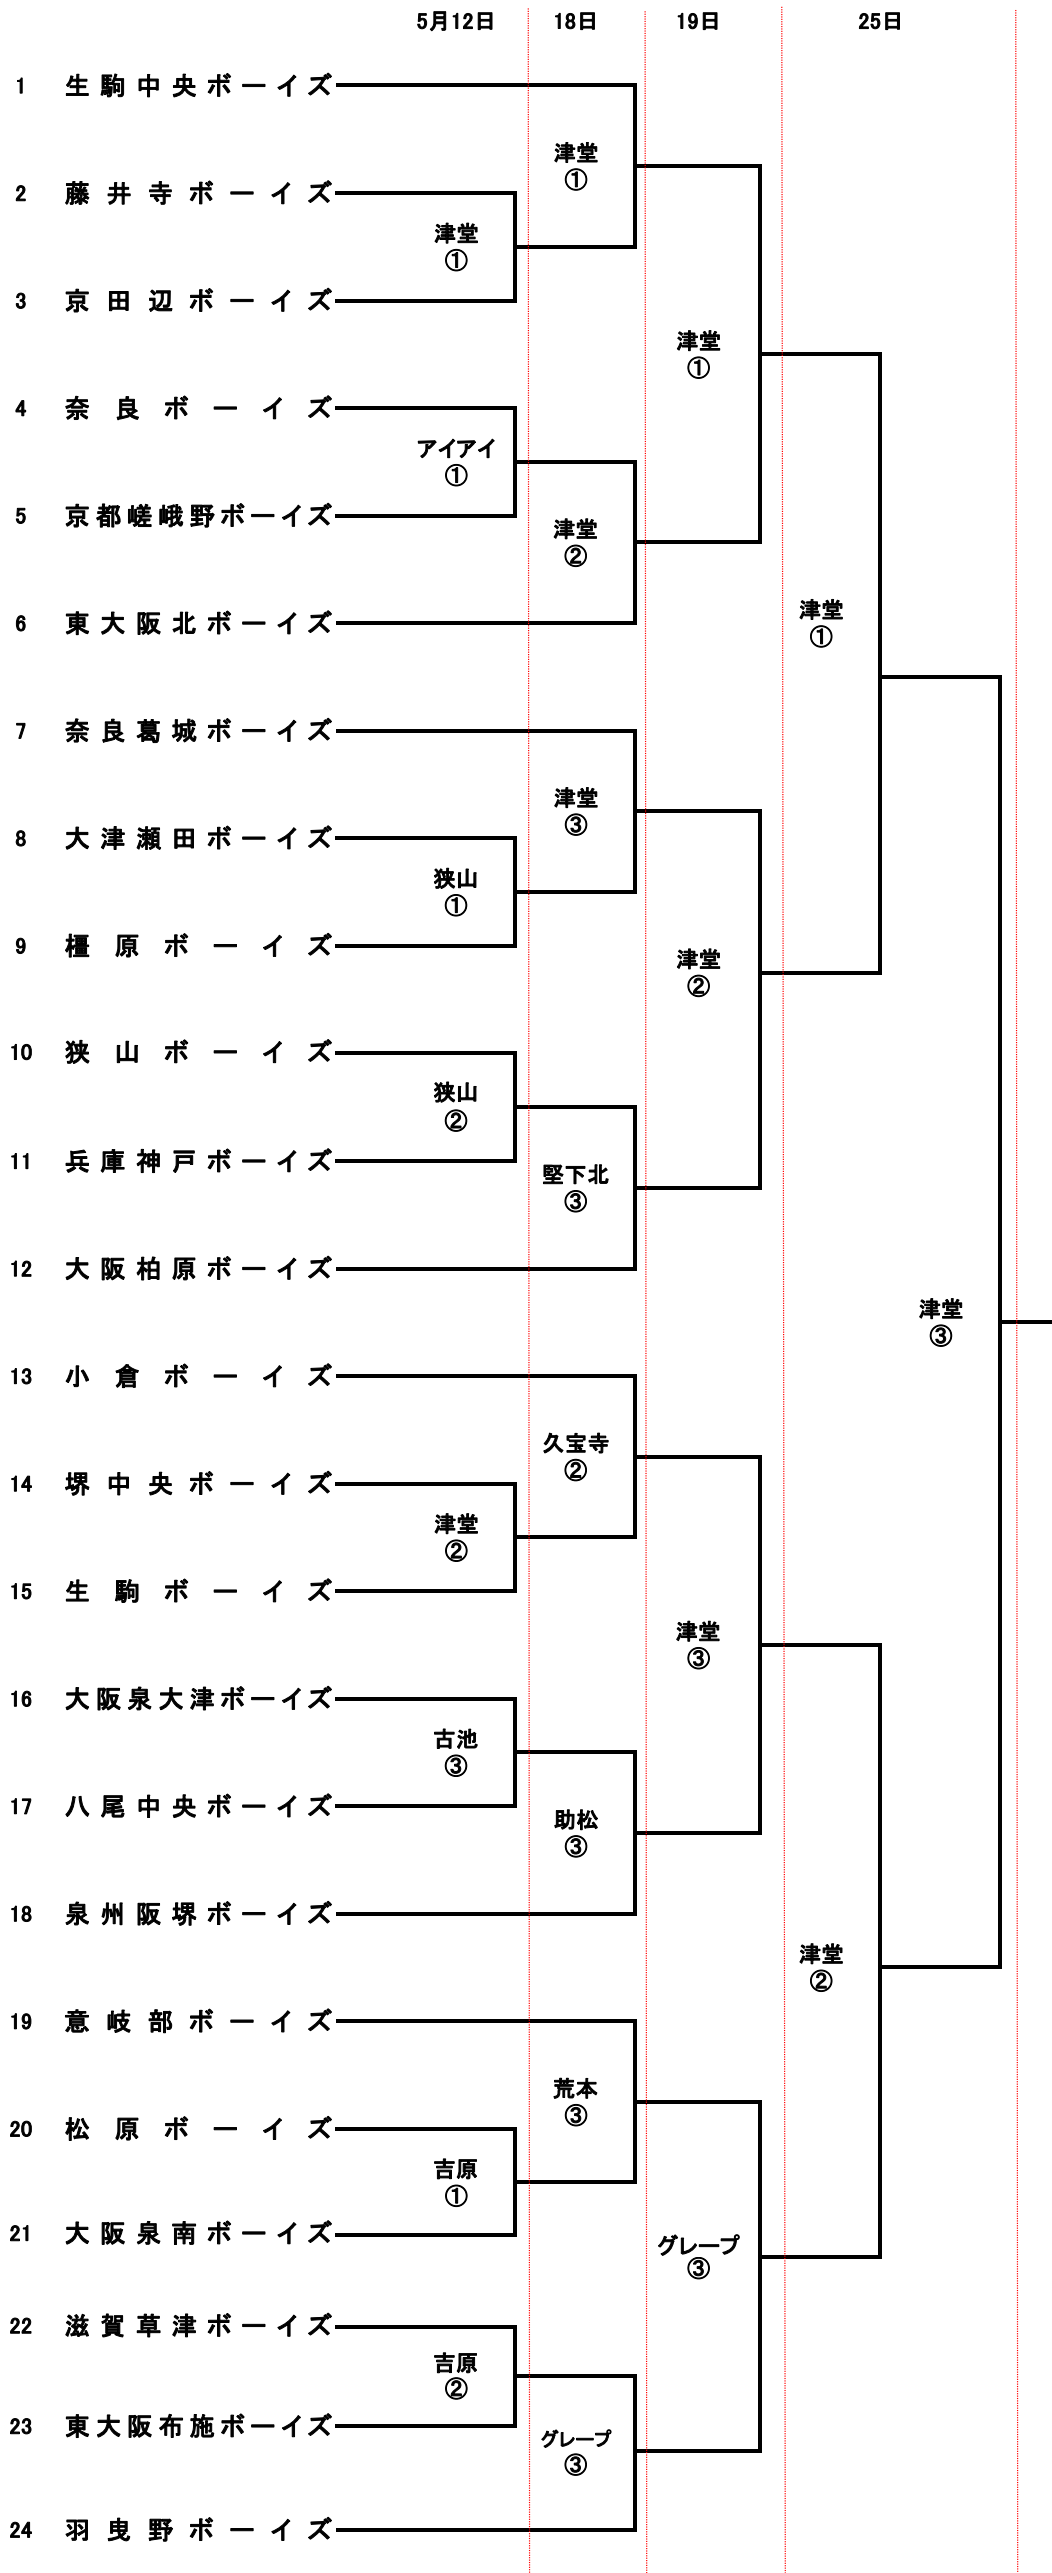 5月12日 18日 19日 25日
1 生駒中央ボーイズ
津堂
①
2 藤井寺ボーイズ
津堂
①
3 京田辺ボーイズ
津堂
①
4 奈良ボーイズ
アイアイ
①
5 京都嵯峨野ボーイズ
津堂
②
6 東大阪北ボーイズ
津堂
①
7 奈良葛城ボーイズ
津堂
③
8 大津瀬田ボーイズ
狭山
①
9 橿原ボーイズ
津堂
②
10 狭山ボーイズ
狭山
②
11 兵庫神戸ボーイズ
堅下北
③
12 大阪柏原ボーイズ
津堂
③
13 小倉ボーイズ
久宝寺
②
14 堺中央ボーイズ
津堂
②
15 生駒ボーイズ
津堂
③
16 大阪泉大津ボーイズ
古池
③
17 八尾中央ボーイズ
助松
③
18 泉州阪堺ボーイズ
津堂
②
19 意岐部ボーイズ
荒本
③
20 松原ボーイズ
吉原
①
21 大阪泉南ボーイズ
グレープ
③
22 滋賀草津ボーイズ
吉原
②
23 東大阪布施ボーイズ
グレープ
③
24 羽曳野ボーイズ